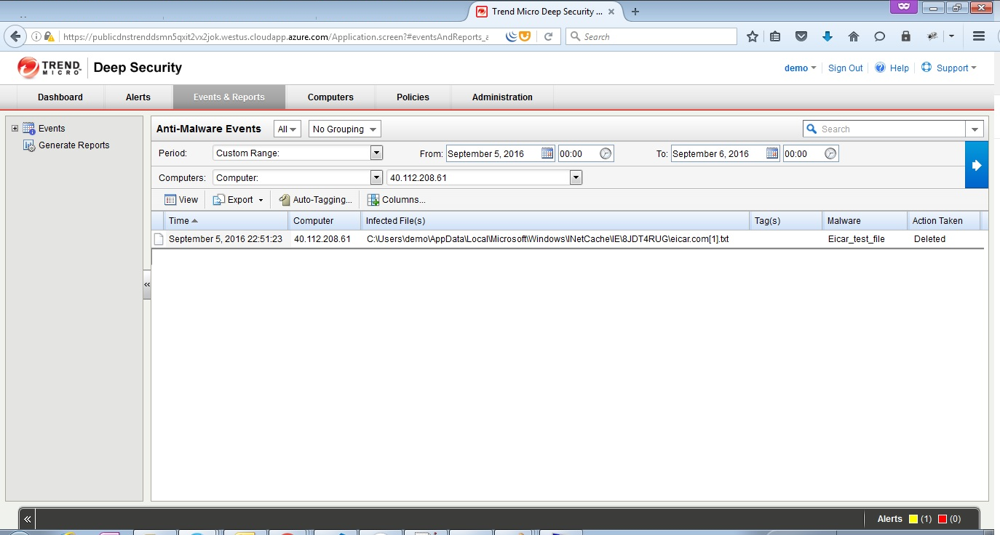 Trend Micro Deep Security ...
https://publicdnstrenddsmn5qxit2vx2jok.westus.cloudapp.azure.com/Application.screen?#eventsAndReports_a
Search
TREND MICRO Deep Security
demo Sign Out Help Support
Dashboard Alerts Events & Reports Computers Policies Administration
Events
Generate Reports
Anti-Malware Events All No Grouping Search
Period: Custom Range: From: September 5, 2016 00:00 To: September 6, 2016 00:00
Computers: Computer: 40.112.208.61
View Export Auto-Tagging... Columns...
Time Computer Infected File(s) Tag(s) Malware Action Taken
September 5, 2016 22:51:23 40.112.208.61 C:\Users\demo\AppData\Local\Microsoft\Windows\INetCache\IE\8JDT4RUG\eicar.com[1].txt Eicar_test_file Deleted
Alerts (1) (0)